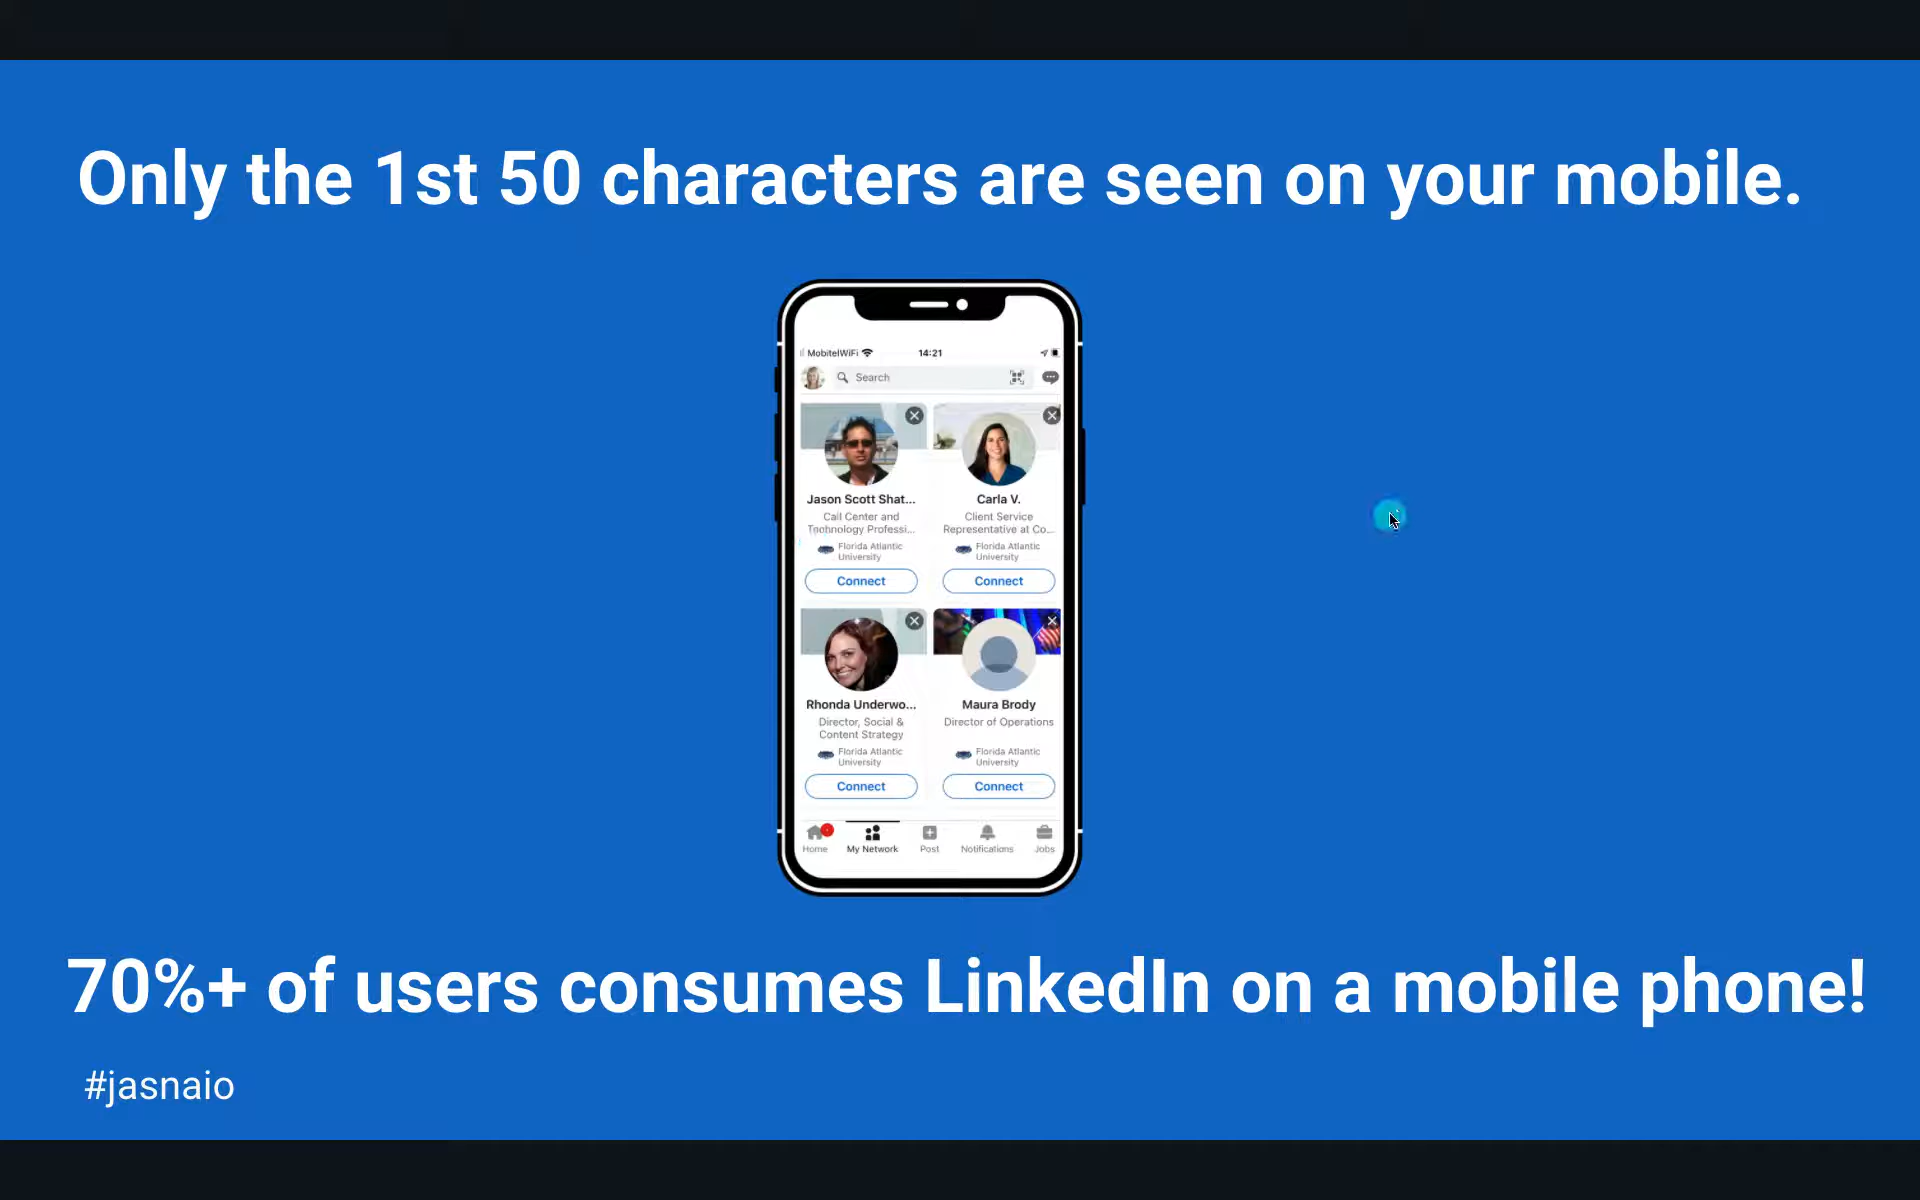 Only the 1st 50 characters are seen on your mobile.
MobitelWiFi 14:21
Search
Jason Scott Shat... Carla V.
Call Center and Client Service
Technology Professi... Representative at Co...
Florida Atlantic Florida Atlantic
University University
Connect Connect
Rhonda Underwo... Maura Brody
Director, Social & Director of Operations
Content Strategy
Florida Atlantic Florida Atlantic
University University
Connect Connect
Home My Network Post Notifications Jobs
70%+ of users consumes LinkedIn on a mobile phone!
#jasnaio